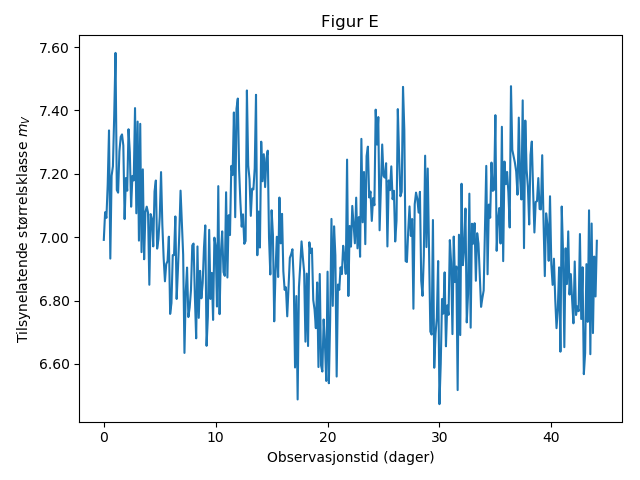 Figur E
Tilsynelatende størrelsesklasse $m_V$
7.60
7.40
7.20
7.00
6.80
6.60
0 10 20 30 40
Observasjonstid (dager)